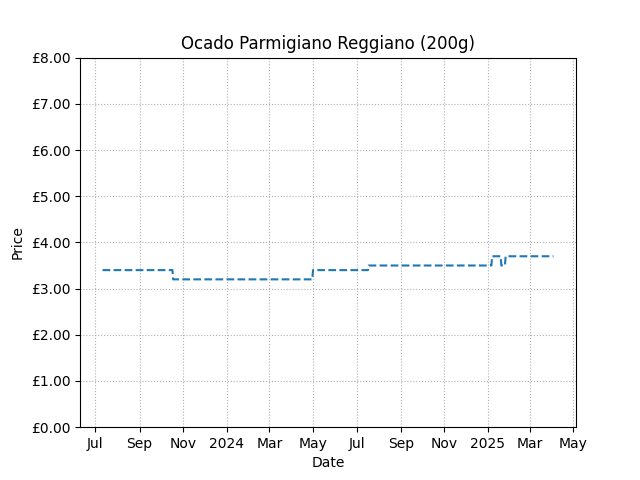 Ocado Parmigiano Reggiano (200g)
£8.00
£7.00
£6.00
£5.00
£4.00
£3.00
£2.00
£1.00
£0.00
Price
Jul Sep Nov 2024 Mar May Jul Sep Nov 2025 Mar May
Date